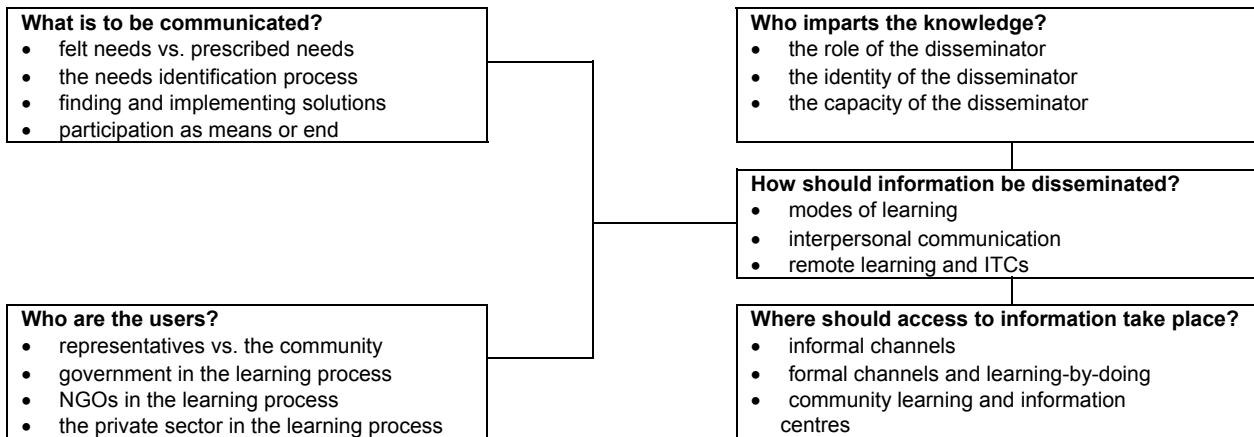 What is to be communicated?
• felt needs vs. prescribed needs
• the needs identification process
• finding and implementing solutions
• participation as means or end
Who imparts the knowledge?
• the role of the disseminator
• the identity of the disseminator
• the capacity of the disseminator
How should information be disseminated?
• modes of learning
• interpersonal communication
• remote learning and ITCs
Who are the users?
• representatives vs. the community
• government in the learning process
• NGOs in the learning process
• the private sector in the learning process
Where should access to information take place?
• informal channels
• formal channels and learning-by-doing
• community learning and information
centres